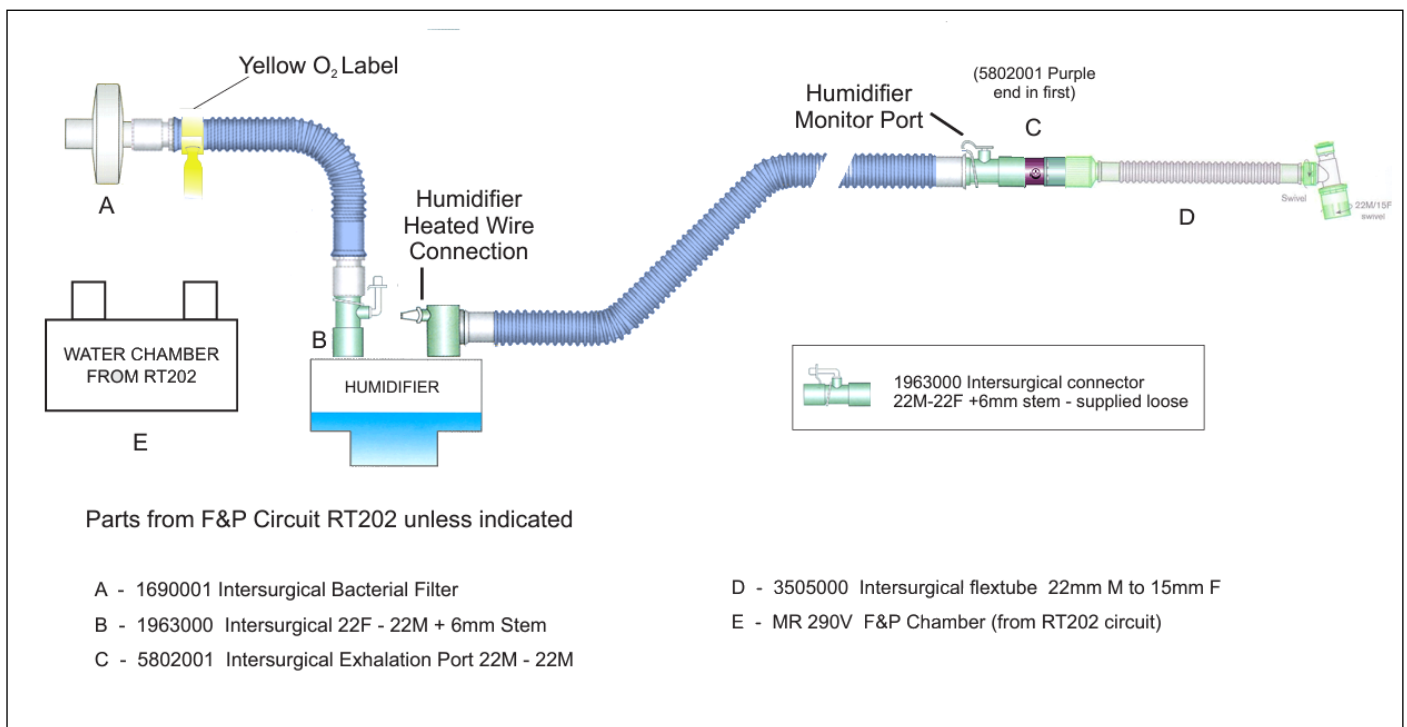 Yellow O2 Label
(5802001 Purple
end in first)
Humidifier
Monitor Port
C
A
Humidifier
Heated Wire
Connection
D
Swivel
22M/15F
swivel
B
WATER CHAMBER
FROM RT202
HUMIDIFIER
E
1963000 Intersurgical connector
22M-22F +6mm stem - supplied loose
Parts from F&P Circuit RT202 unless indicated
A - 1690001 Intersurgical Bacterial Filter
B - 1963000 Intersurgical 22F - 22M + 6mm Stem
C - 5802001 Intersurgical Exhalation Port 22M - 22M
D - 3505000 Intersurgical flextube 22mm M to 15mm F
E - MR 290V F&P Chamber (from RT202 circuit)